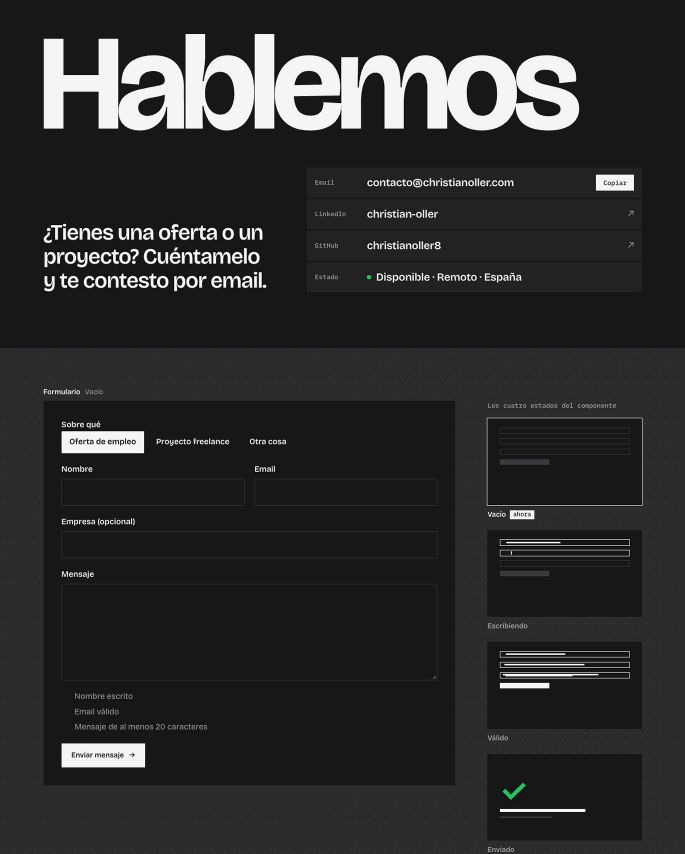 Hablemos
¿Tienes una oferta o un
proyecto? Cuéntamelo
y te contesto por email.
Email contacto@christianoller.com Copiar
LinkedIn christian-oller ↗
GitHub christianoller8 ↗
Estado Disponible · Remoto · España
Formulario Vacío
Sobre qué
Oferta de empleo Proyecto freelance Otra cosa
Nombre Email
Empresa (opcional)
Mensaje
Nombre escrito
Email válido
Mensaje de al menos 20 caracteres
Enviar mensaje →
Los cuatro estados del componente
Vacío ahora
Escribiendo
Válido
Enviado